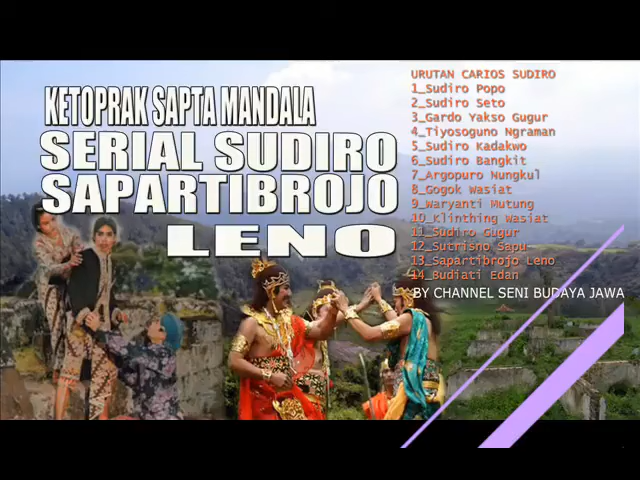 KETOPRAK SAPTA MANDALA
SERIAL SUDIRO
SAPARTIBROJO
LENO
URUTAN CARIOS SUDIRO
1_Sudiro Popo
2_Sudiro Seto
3_Gardo Yakso Gugur
4_Tiyosoguno Ngraman
5_Sudiro Kadakwo
6_Sudiro Bangkit
7_Argopuro Nungkul
8_Gogok Wasiat
9_Waryanti Mutung
10_Klinthing Wasiat
11_Sudiro Gugur
12_Sutrisno Sapu
13_Sapartibrojo Leno
14_Budiati Edan
BY CHANNEL SENI BUDAYA JAWA